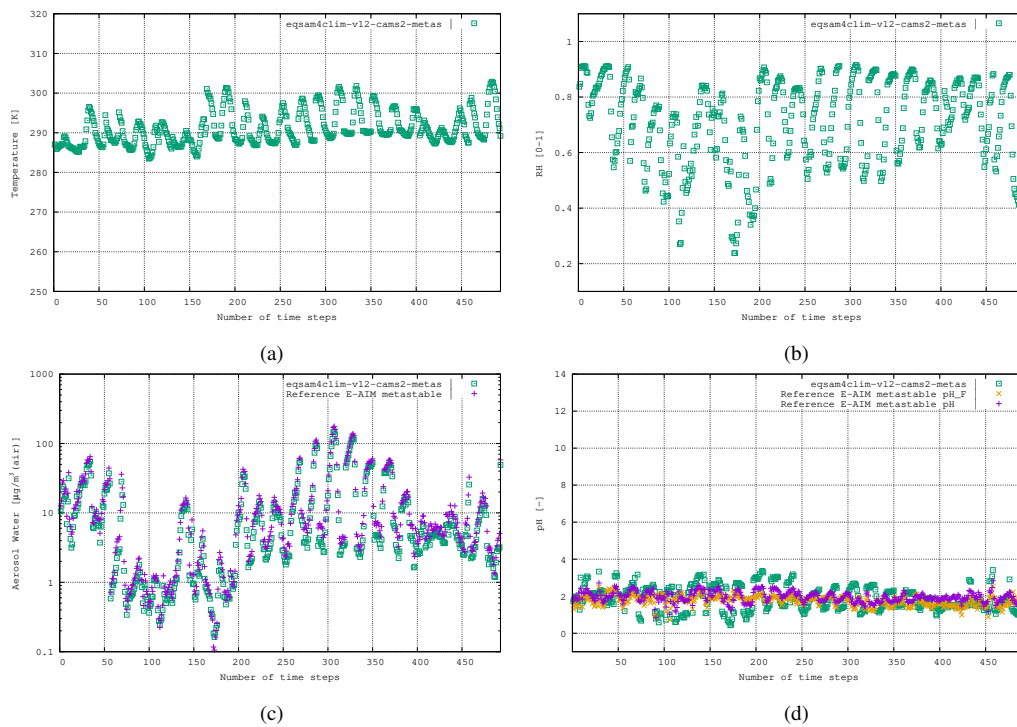 320
310
300
290
280
270
260
250
Temperature [K]
0 50 100 150 200 250 300 350 400 450
Number of time steps
eqsam4clim-v12-cams2-metas
(a)
1
0.8
0.6
0.4
0.2
RH [0-1]
0 50 100 150 200 250 300 350 400 450
Number of time steps
eqsam4clim-v12-cams2-metas
(b)
1000
100
10
1
0.1
Aerosol Water [μg/m^3(air)]
0 50 100 150 200 250 300 350 400 450
Number of time steps
eqsam4clim-v12-cams2-metas
Reference E-AIM metastable
(c)
14
12
10
8
6
4
2
0
pH [-]
50 100 150 200 250 300 350 400 450
Number of time steps
eqsam4clim-v12-cams2-metas
Reference E-AIM metastable pH_F
Reference E-AIM metastable pH
(d)